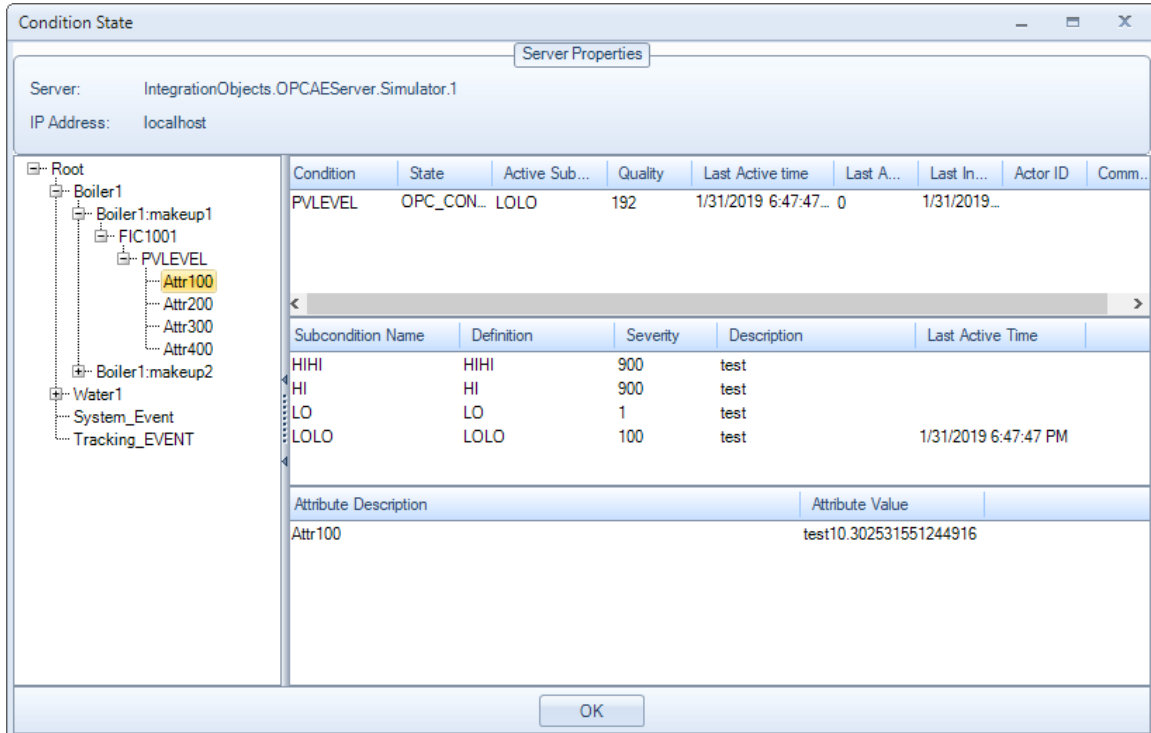 Condition State
Server Properties
Server: IntegrationObjects.OPCAEServer.Simulator.1
IP Address: localhost
Root
Boiler1
Boiler1:makeup1
FIC1001
PVLEVEL
Attr100
Attr200
Attr300
Attr400
Boiler1:makeup2
Water1
System_Event
Tracking_EVENT
Condition State Active Sub... Quality Last Active time Last A... Last In... Actor ID Comm...
PVLEVEL OPC_CON... LOLO 192 1/31/2019 6:47:47... 0 1/31/2019...
Subcondition Name Definition Severity Description Last Active Time
HIHI HIHI 900 test
HI HI 900 test
LO LO 1 test
LOLO LOLO 100 test 1/31/2019 6:47:47 PM
Attribute Description Attribute Value
Attr100 test10.302531551244916
OK